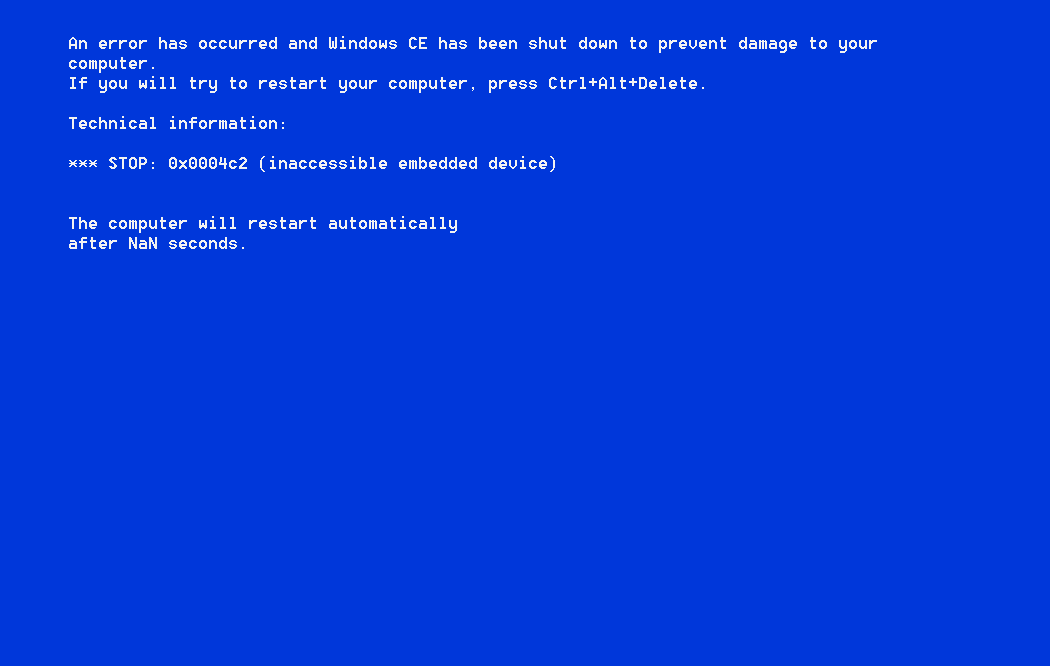 An error has occurred and Windows CE has been shut down to prevent damage to your
computer.
If you will try to restart your computer, press Ctrl+Alt+Delete.
Technical information:
*** STOP: 0x0004c2 (inaccessible embedded device)
The computer will restart automatically
after NaN seconds.